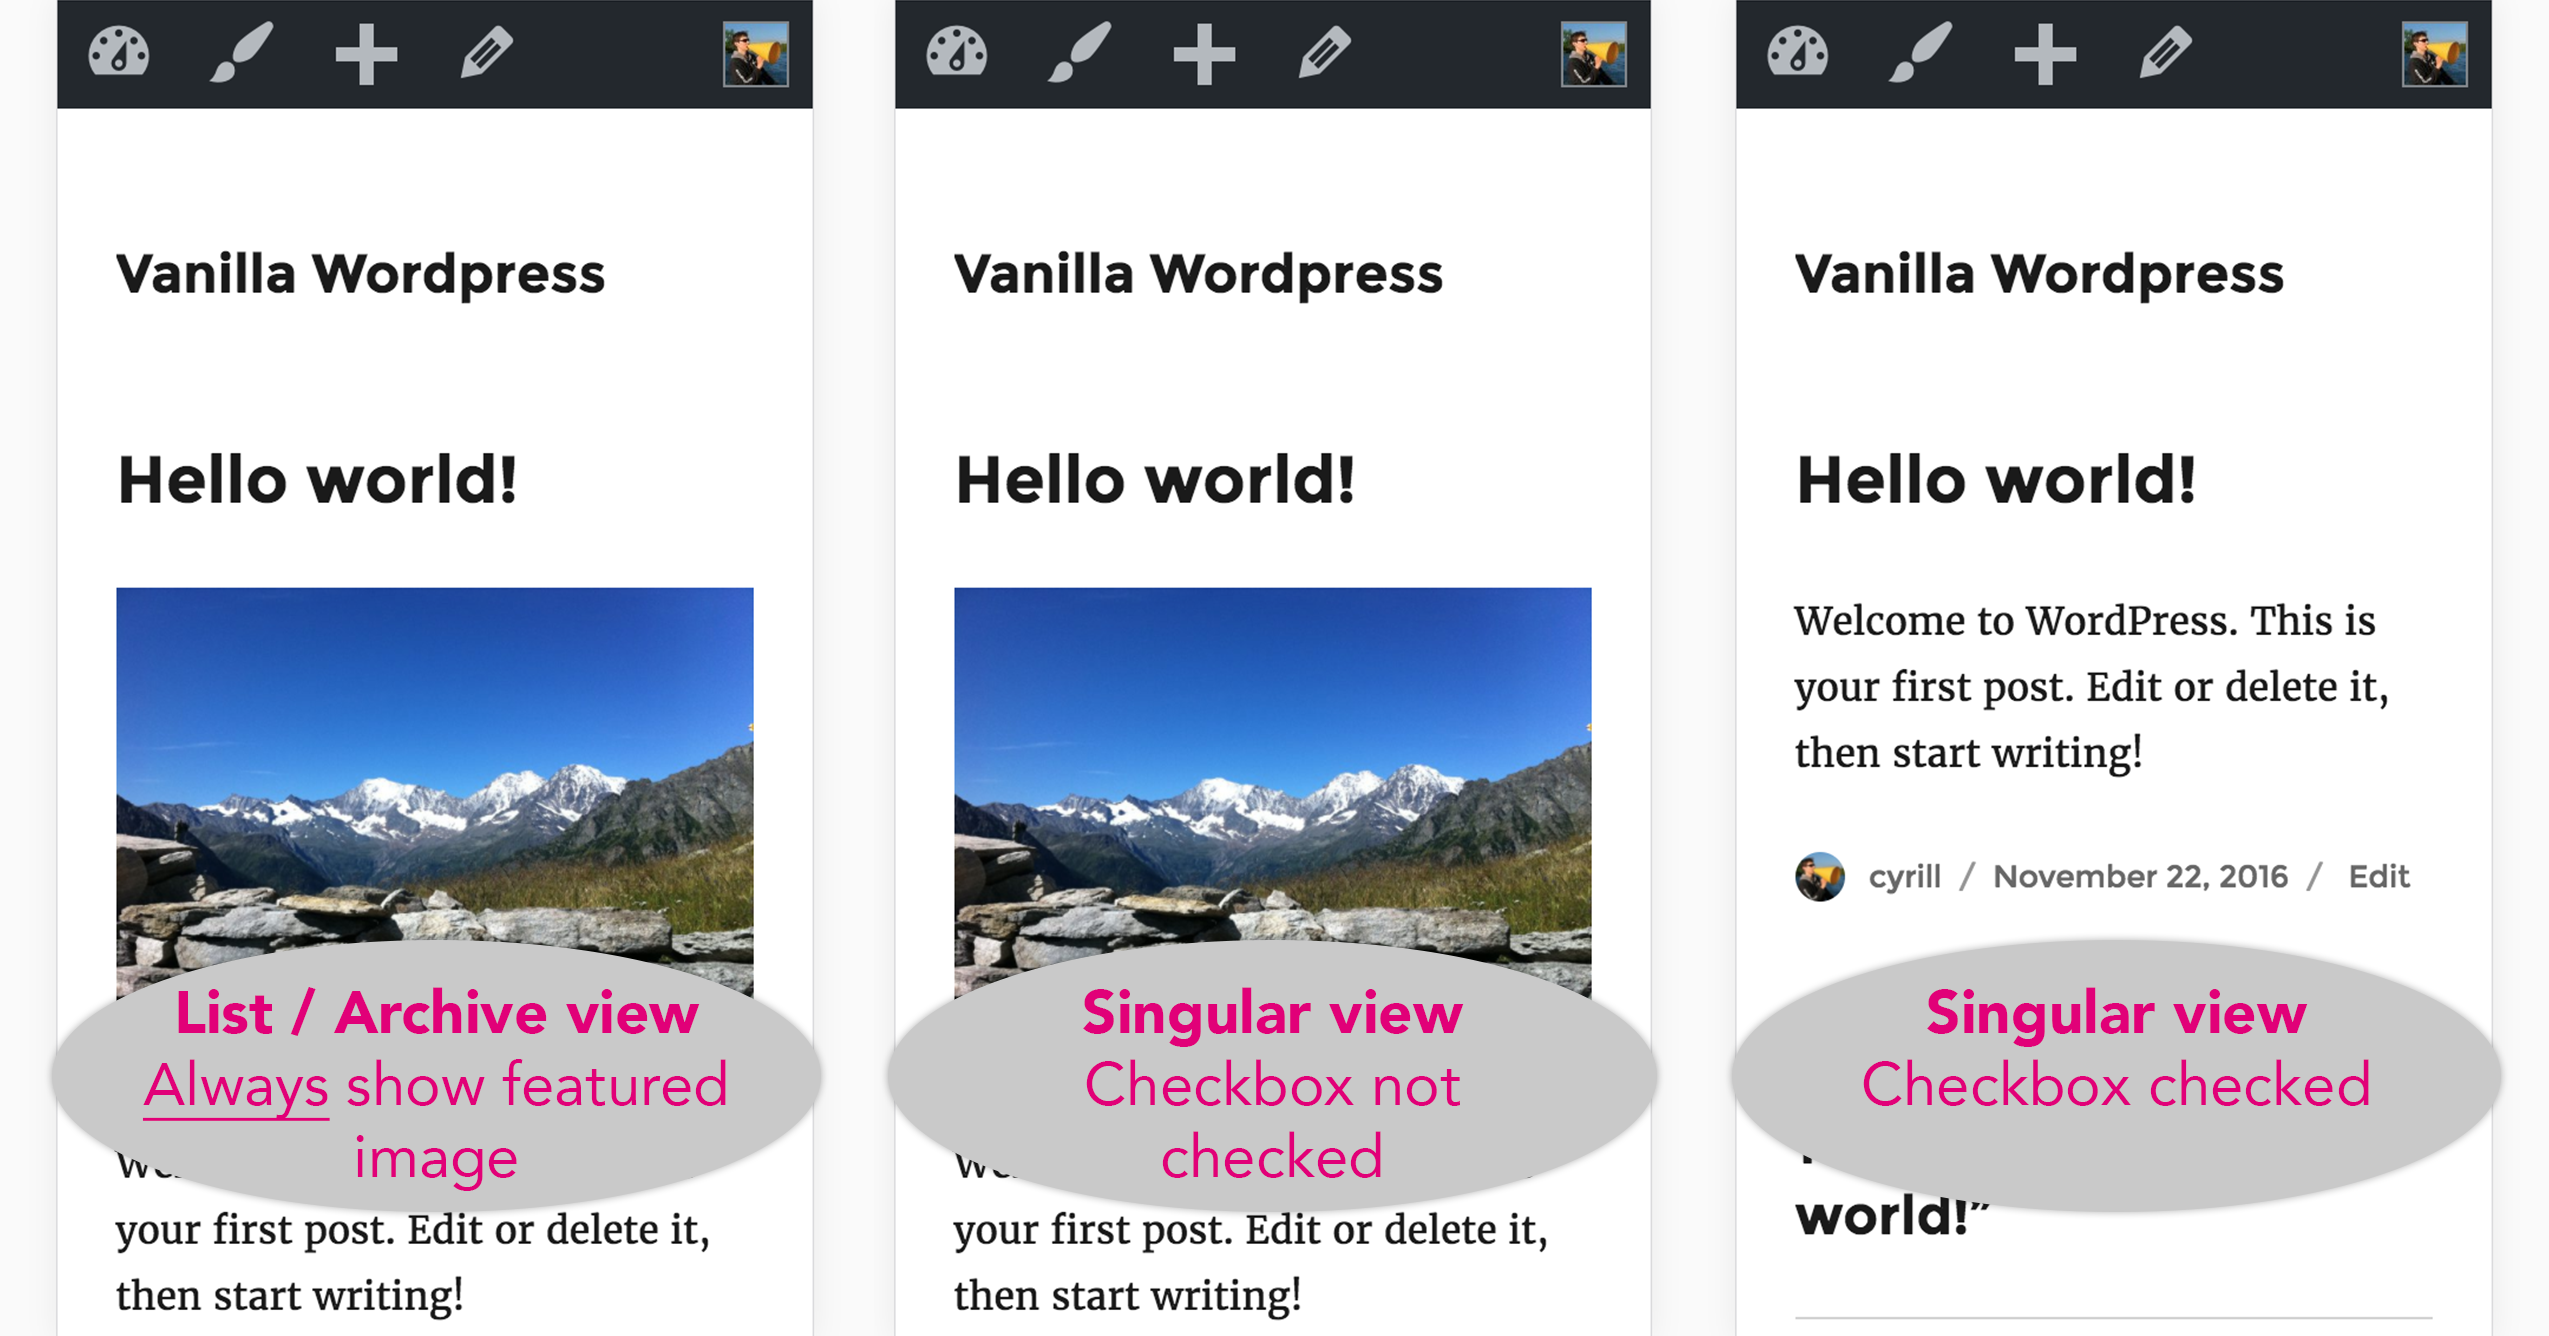 Vanilla Wordpress
Hello world!
List / Archive view
Always show featured
image
your first post. Edit or delete it,
then start writing!
Vanilla Wordpress
Hello world!
Singular view
Checkbox not
checked
your first post. Edit or delete it,
then start writing!
Vanilla Wordpress
Hello world!
Welcome to WordPress. This is
your first post. Edit or delete it,
then start writing!
cyrill / November 22, 2016 / Edit
Singular view
Checkbox checked
world!”